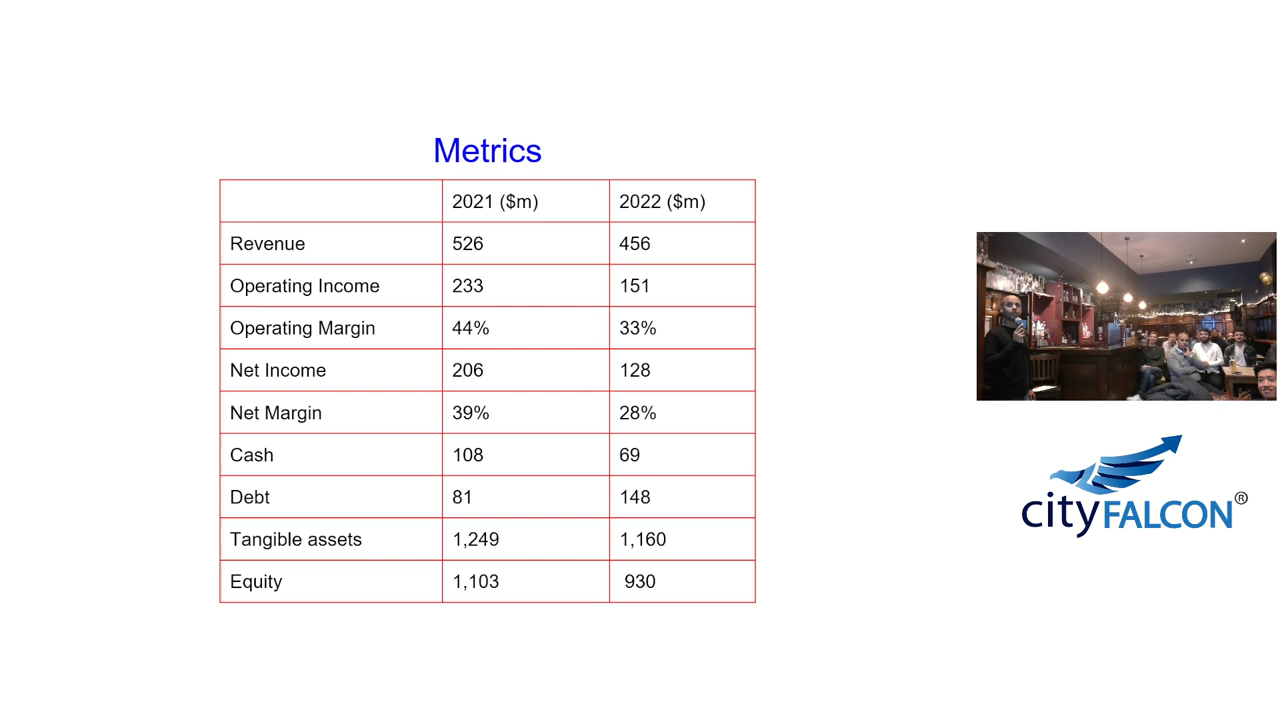 Metrics
2021 ($m) 2022 ($m)
Revenue 526 456
Operating Income 233 151
Operating Margin 44% 33%
Net Income 206 128
Net Margin 39% 28%
Cash 108 69
Debt 81 148
Tangible assets 1,249 1,160
Equity 1,103 930
cityFALCON®